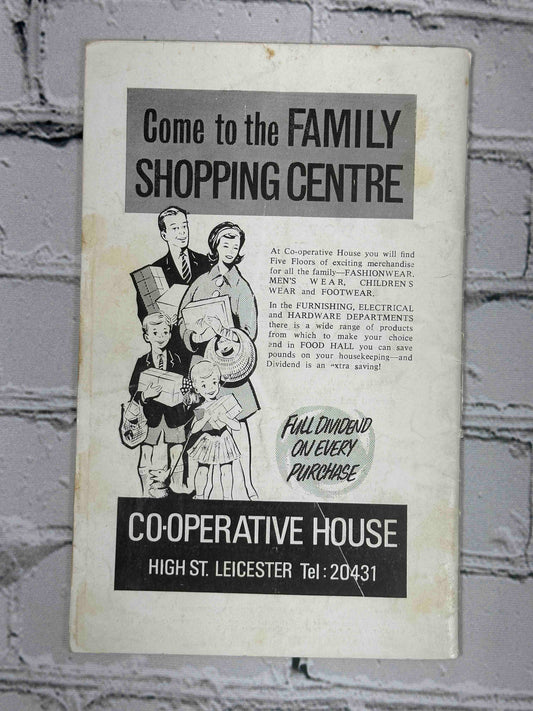 Come to the FAMILY
SHOPPING CENTRE
At Co-operative House you will find
Five Floors of exciting merchandise
for all the family—FASHIONWEAR,
MEN'S WEAR, CHILDREN'S
WEAR and FOOTWEAR.
In the FURNISHING, ELECTRICAL
and HARDWARE DEPARTMENTS
there is a wide range of products
from which to make your choice
and in FOOD HALL you can save
pounds on your housekeeping—and
Dividend is an extra saving!
FULL DIVIDEND
ON EVERY
PURCHASE
CO-OPERATIVE HOUSE
HIGH ST. LEICESTER Tel: 20431